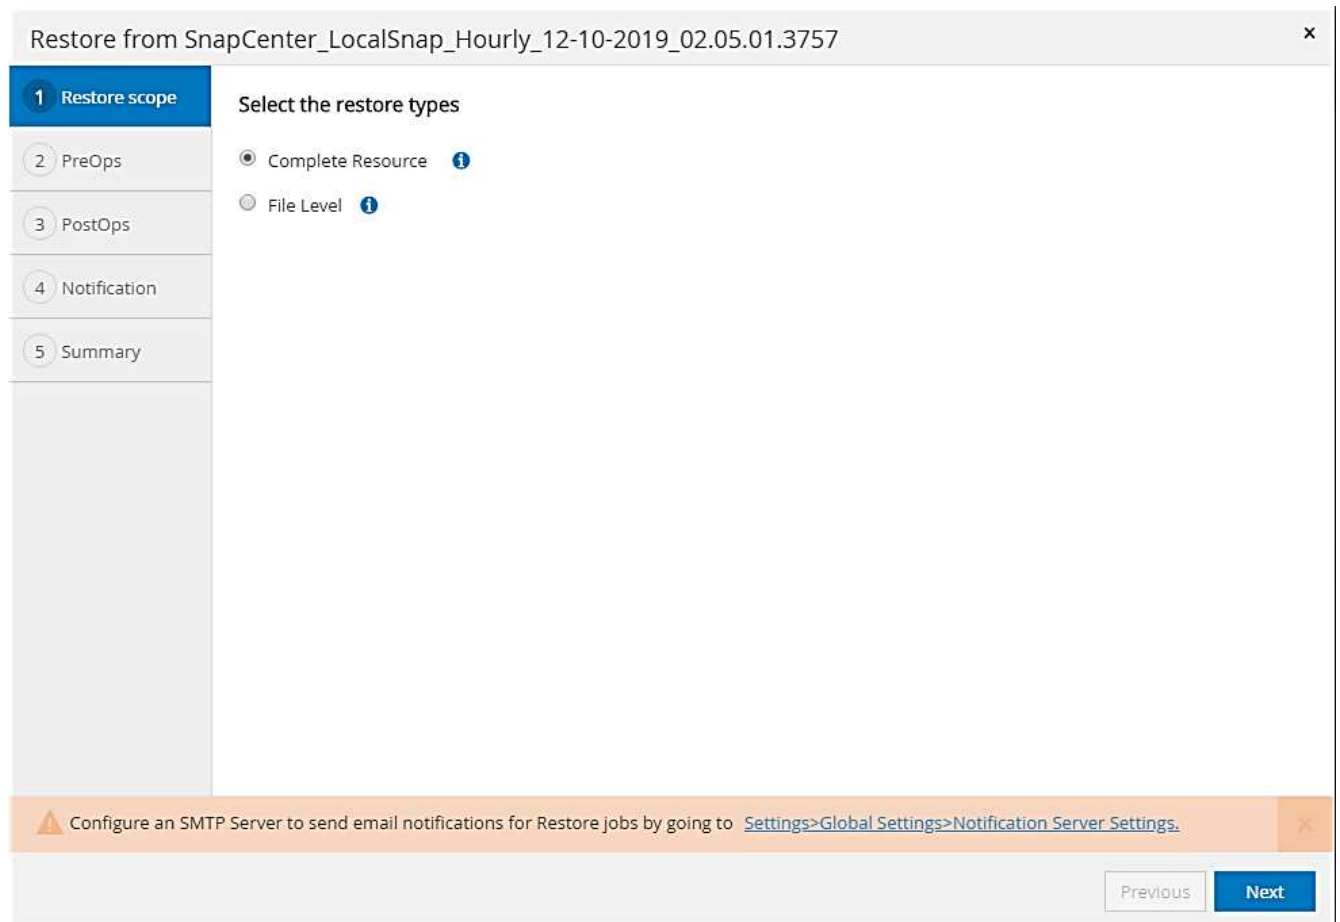 Restore from SnapCenter_LocalSnap_Hourly_12-10-2019_02.05.01.3757
x
1 Restore scope
2 PreOps
3 PostOps
4 Notification
5 Summary
Select the restore types
Complete Resource
File Level
Configure an SMTP Server to send email notifications for Restore jobs by going to Settings>Global Settings>Notification Server Settings.
x
Previous
Next